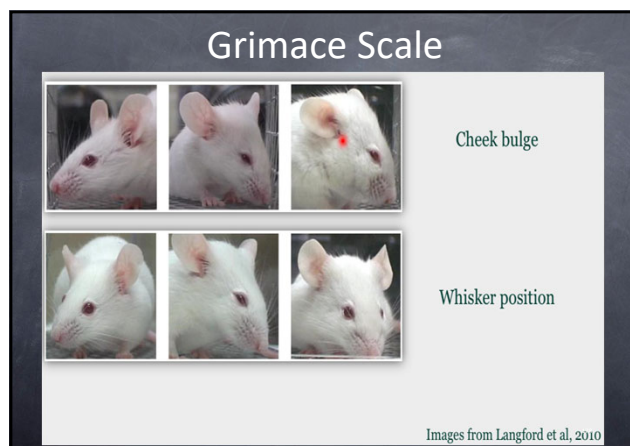 Grimace Scale
Cheek bulge
Whisker position
Images from Langford et al, 2010